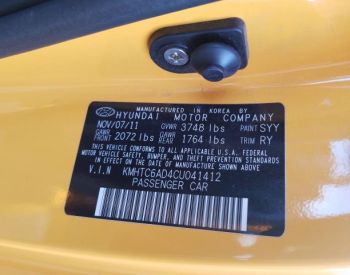 MANUFACTURED IN KOREA BY
HYUNDAI MOTOR COMPANY
NOV/07/11 GVWR 3748 lbs PAINT SYY
GAWR FRONT 2072 lbs GAWR REAR 1764 lbs TRIM RY
THIS VEHICLE CONFORMS TO ALL APPLICABLE U.S. FEDERAL
MOTOR VEHICLE SAFETY, BUMPER, AND THEFT PREVENTION
STANDARDS IN EFFECT ON THE DATE OF MANUFACTURE SHOWN ABOVE.
V.I.N KMHTC6AD4CU041412
PASSENGER CAR